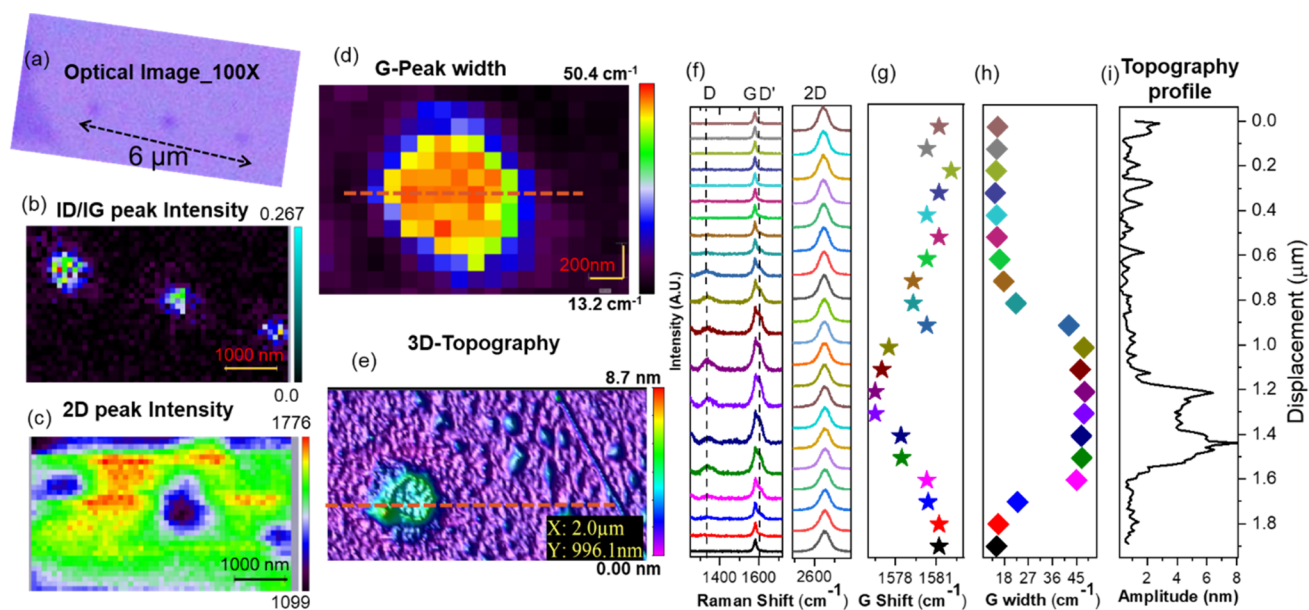 (a)
Optical Image_100X
6 µm
(b)
ID/IG peak Intensity
0.267
1000 nm
0.0
(c)
2D peak Intensity
1776
1000 nm
1099
(d)
G-Peak width
50.4 cm-1
200nm
13.2 cm-1
(e)
3D-Topography
8.7 nm
X: 2.0µm
Y: 996.1nm
0.00 nm
(f)
D
G D'
2D
Intensity (A.U.)
1400
1600
2600
Raman Shift (cm-1)
(g)
1578
1581
G Shift (cm-1)
(h)
18
27
36
45
G width (cm-1)
(i)
Topography
profile
0.0
0.2
0.4
0.6
0.8
1.0
1.2
1.4
1.6
1.8
Displacement (µm)
0
2
4
6
8
Amplitude (nm)